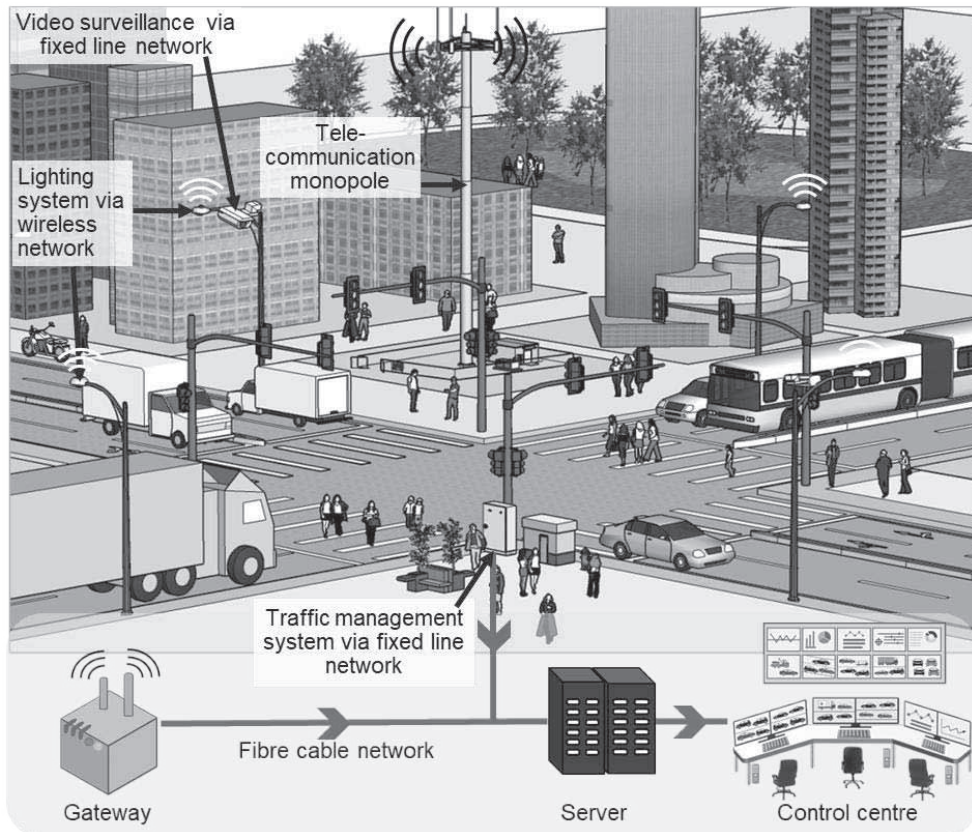 Video surveillance via
fixed line network
Tele-
communication
monopole
Lighting
system via
wireless
network
Traffic management
system via fixed line
network
Fibre cable network
Gateway
Server
Control centre